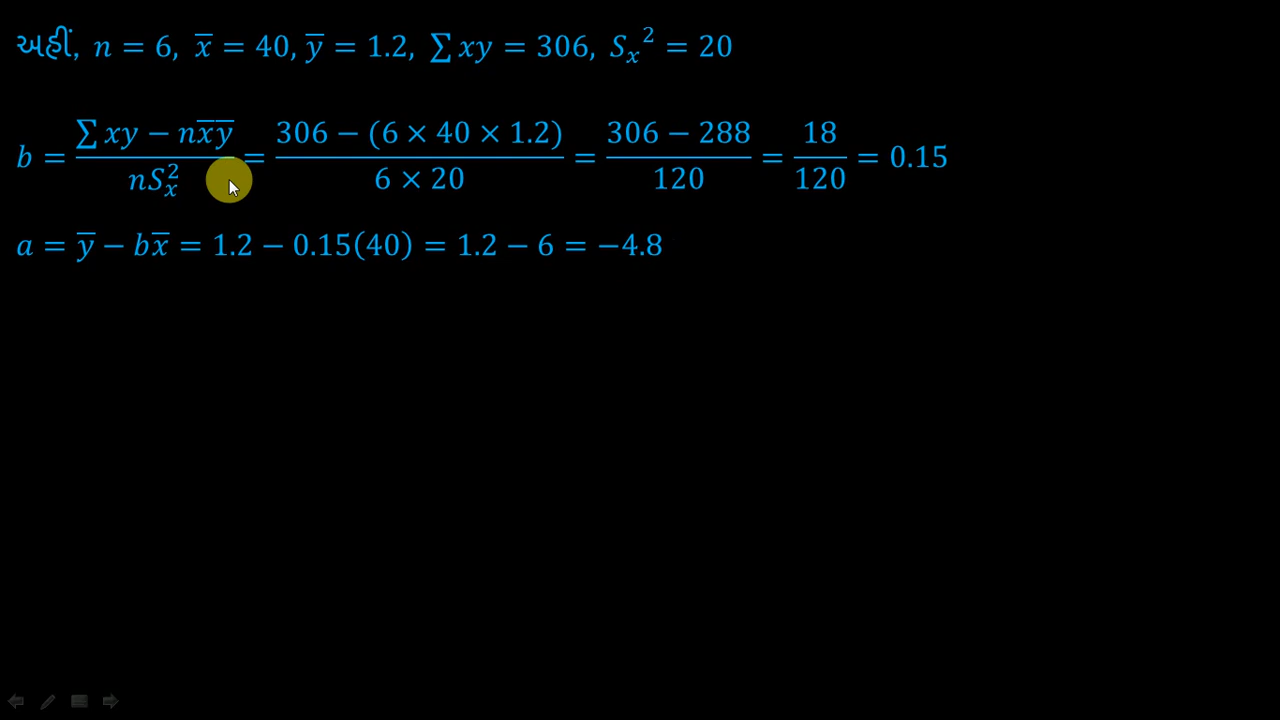 અહીં, n = 6, x̅ = 40, y̅ = 1.2, ∑ xy = 306, Sₓ² = 20
b = (∑ xy − nx̅y̅) / (nSₓ²) = (306 − (6 × 40 × 1.2)) / (6 × 20) = (306 − 288) / 120 = 18 / 120 = 0.15
a = y̅ − bx̅ = 1.2 − 0.15(40) = 1.2 − 6 = −4.8